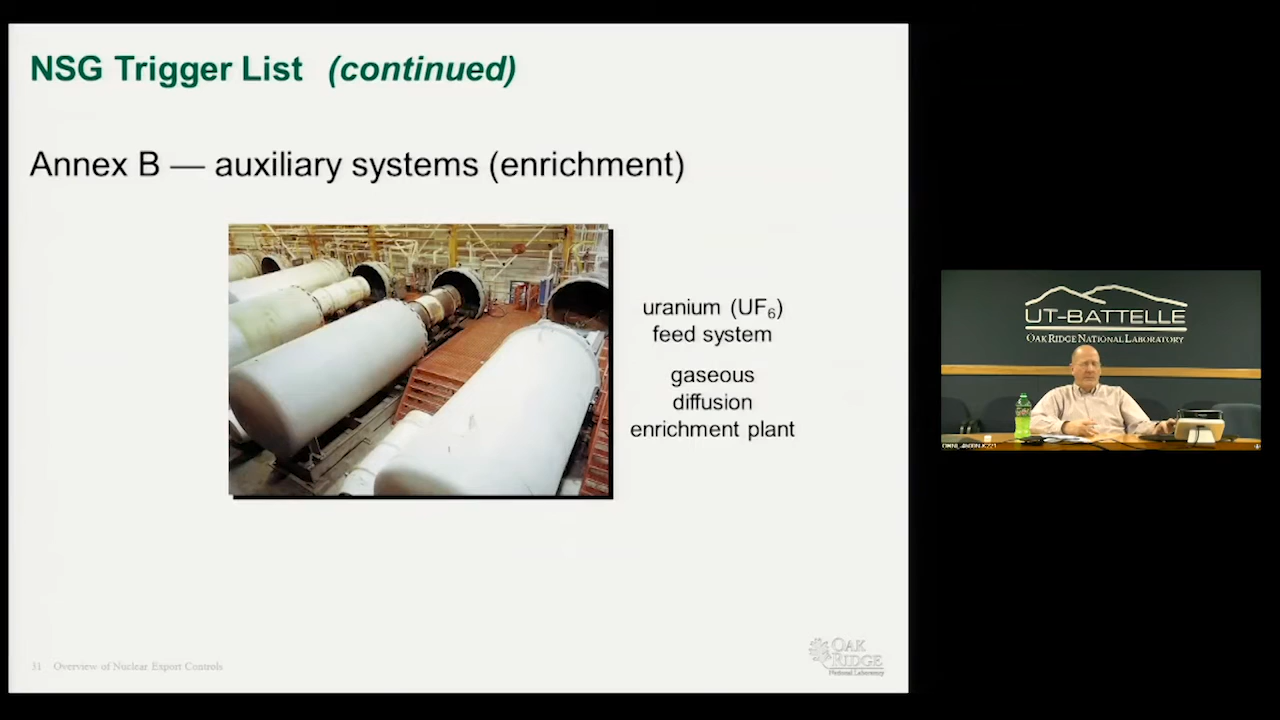 NSG Trigger List (continued)
Annex B — auxiliary systems (enrichment)
uranium (UF₆)
feed system
gaseous
diffusion
enrichment plant
31 Overview of Nuclear Export Controls
OAK
RIDGE
National Laboratory
UT-BATTELLE
OAK RIDGE NATIONAL LABORATORY